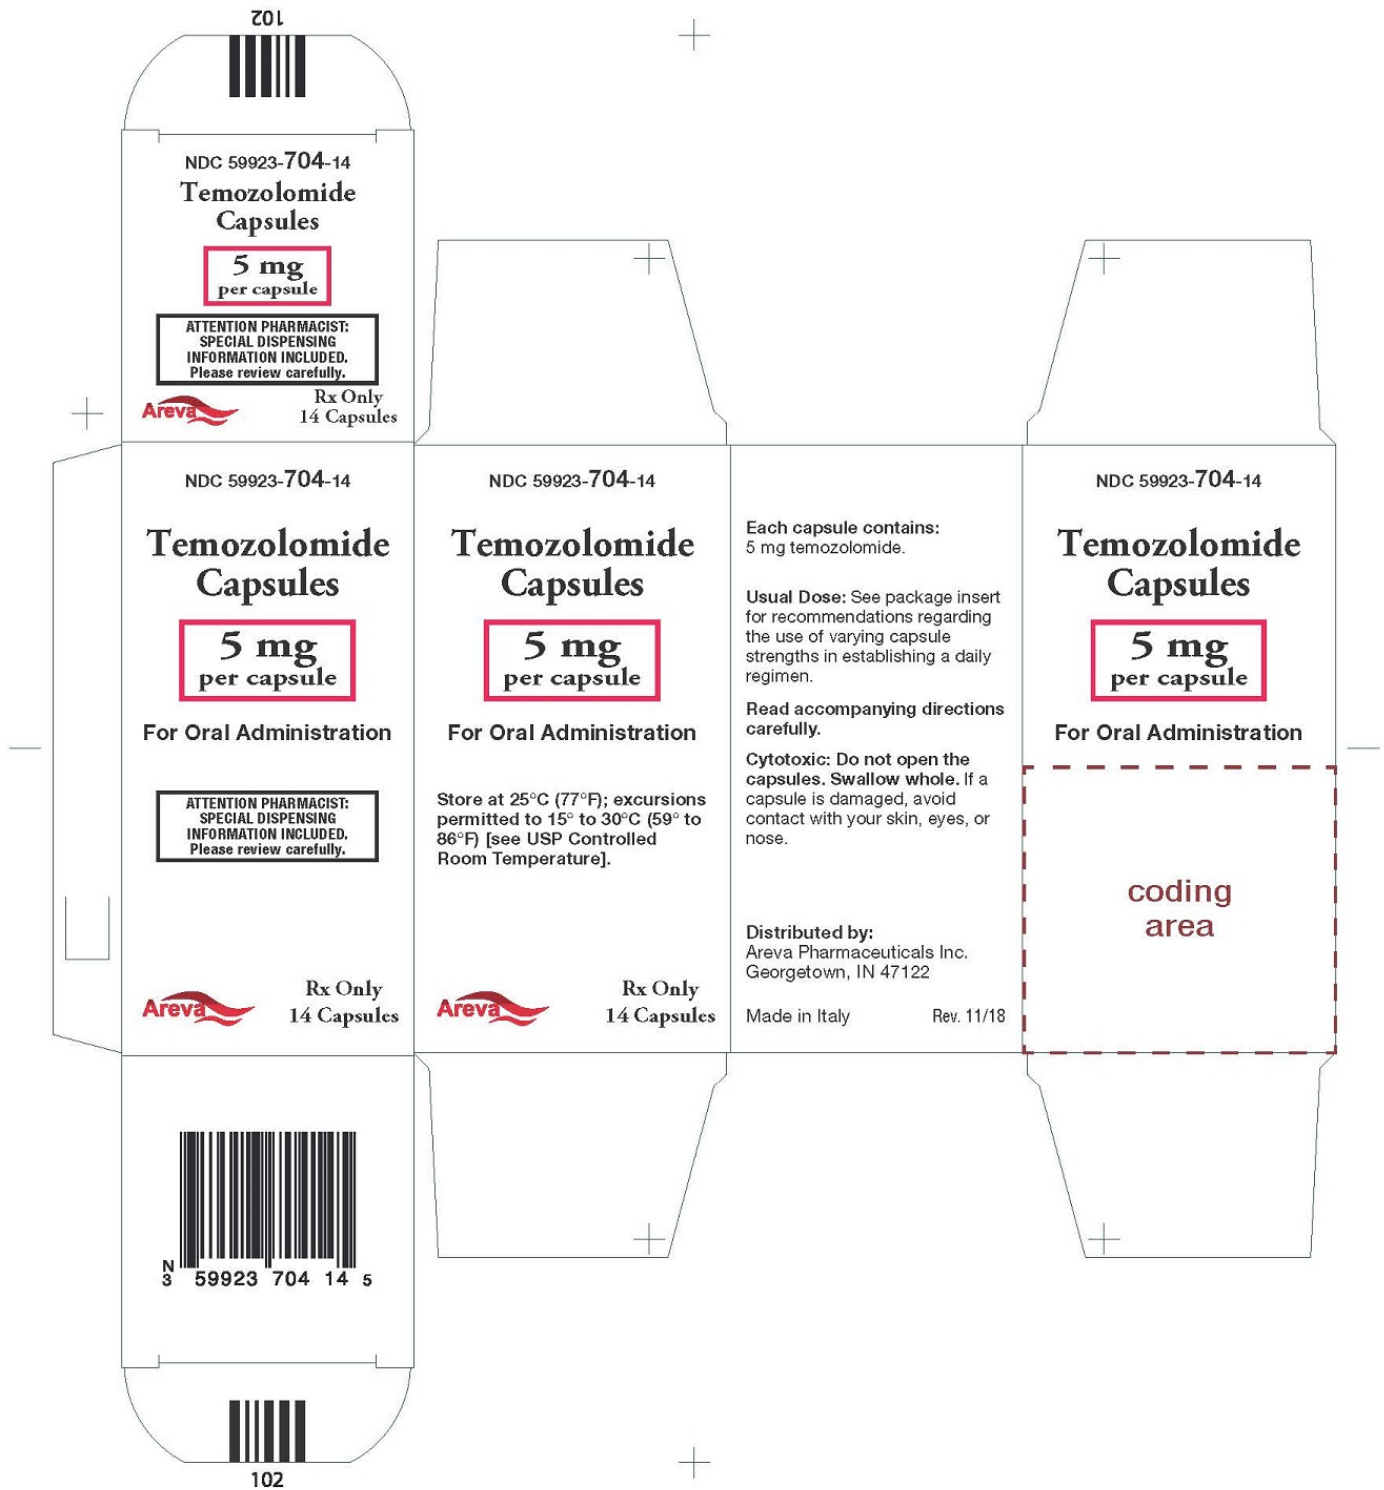 102
NDC 59923-704-14
Temozolomide
Capsules
5 mg
per capsule
ATTENTION PHARMACIST:
SPECIAL DISPENSING
INFORMATION INCLUDED.
Please review carefully.
Areva
Rx Only
14 Capsules
NDC 59923-704-14
Temozolomide
Capsules
5 mg
per capsule
For Oral Administration
ATTENTION PHARMACIST:
SPECIAL DISPENSING
INFORMATION INCLUDED.
Please review carefully.
Areva
Rx Only
14 Capsules
NDC 59923-704-14
Temozolomide
Capsules
5 mg
per capsule
For Oral Administration
Store at 25°C (77°F); excursions
permitted to 15° to 30°C (59° to
86°F) [see USP Controlled
Room Temperature].
Areva
Rx Only
14 Capsules
Each capsule contains:
5 mg temozolomide.
Usual Dose: See package insert
for recommendations regarding
the use of varying capsule
strengths in establishing a daily
regimen.
Read accompanying directions
carefully.
Cytotoxic: Do not open the
capsules. Swallow whole. If a
capsule is damaged, avoid
contact with your skin, eyes, or
nose.
Distributed by:
Areva Pharmaceuticals Inc.
Georgetown, IN 47122
Made in Italy Rev. 11/18
NDC 59923-704-14
Temozolomide
Capsules
5 mg
per capsule
For Oral Administration
coding
area
N
3 59923 704 14 5
102